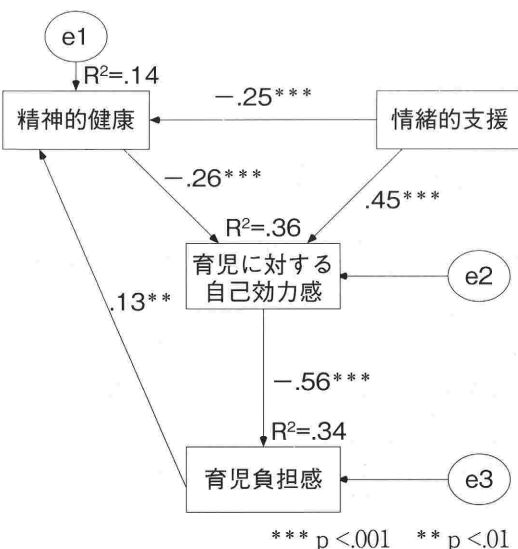 e1
R²=.14
精神的健康
−.25***
情緒的支援
−.26***
.45***
R²=.36
育児に対する
自己効力感
e2
.13**
−.56***
R²=.34
育児負担感
e3
*** p <.001 ** p <.01